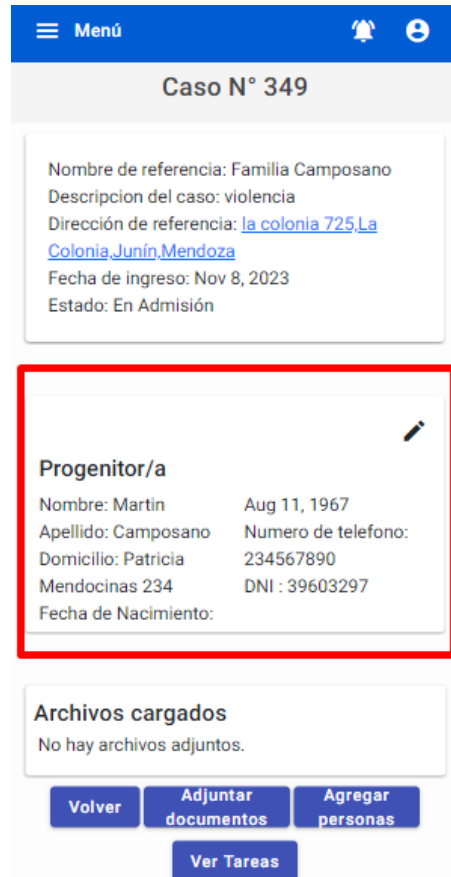 Menú
Caso N° 349
Nombre de referencia: Familia Camposano
Descripcion del caso: violencia
Dirección de referencia: la colonia 725,La
Colonia,Junín,Mendoza
Fecha de ingreso: Nov 8, 2023
Estado: En Admisión
Progenitor/a
Nombre: Martin
Apellido: Camposano
Domicilio: Patricia
Mendocinas 234
Fecha de Nacimiento:
Aug 11, 1967
Numero de telefono:
234567890
DNI : 39603297
Archivos cargados
No hay archivos adjuntos.
Volver
Adjuntar
documentos
Agregar
personas
Ver Tareas